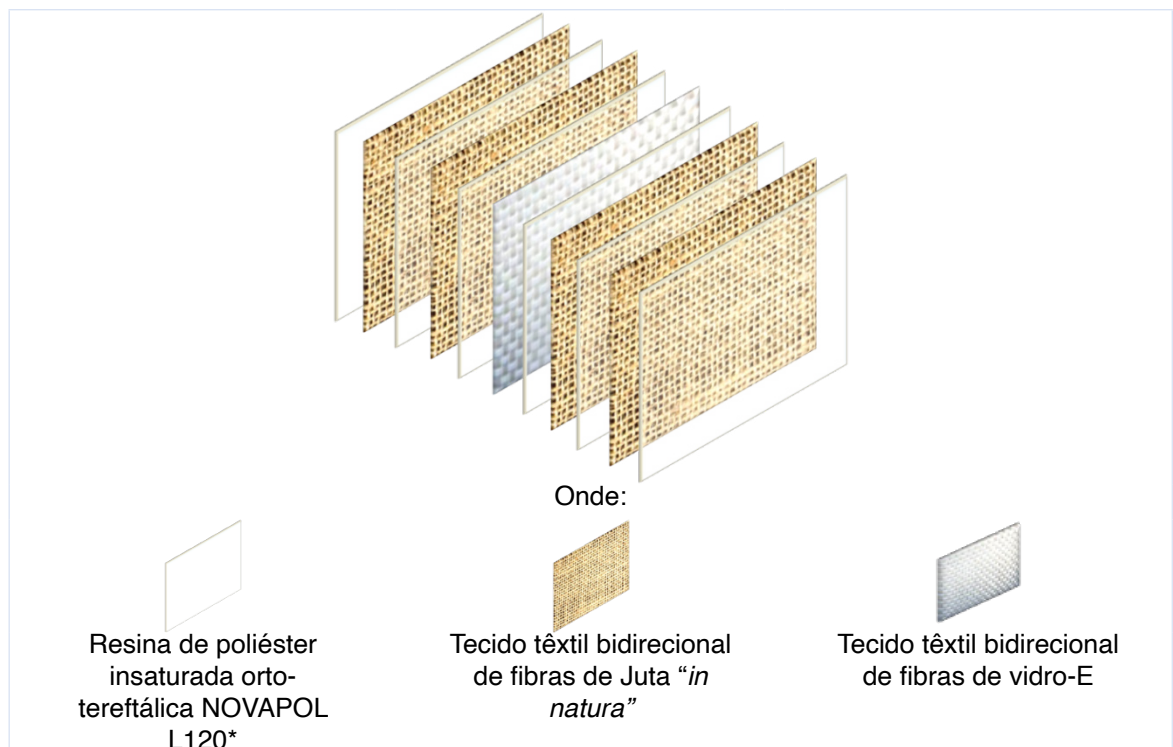 Onde:
Resina de poliéster
insaturada orto-
tereftálica NOVAPOL
L120*
Tecido têxtil bidirecional
de fibras de Juta “in
natura”
Tecido têxtil bidirecional
de fibras de vidro-E